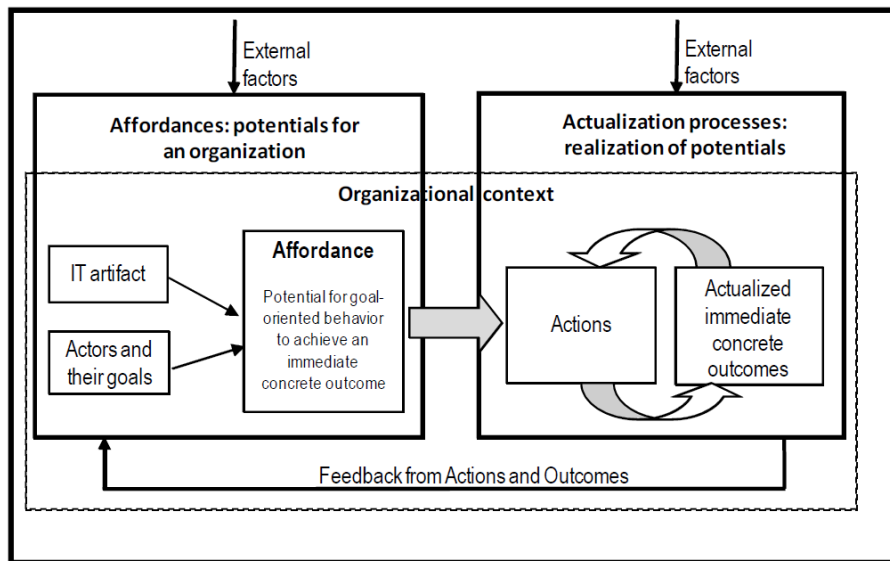 External
factors
External
factors
Affordances: potentials for
an organization
Actualization processes:
realization of potentials
Organizational context
IT artifact
Actors and
their goals
Affordance
Potential for goal-
oriented behavior
to achieve an
immediate
concrete outcome
Actions
Actualized
immediate
concrete
outcomes
Feedback from Actions and Outcomes